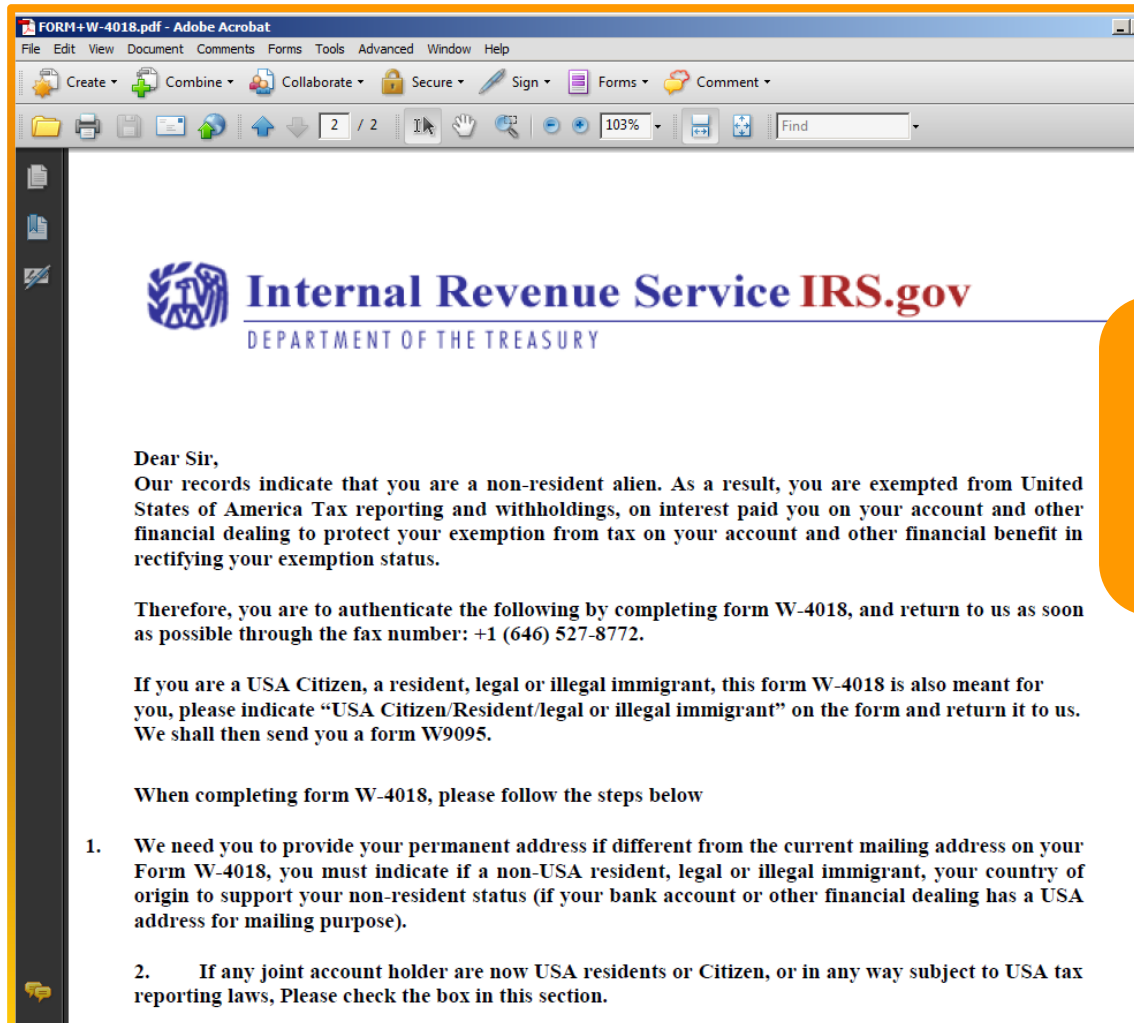 FORM+W-4018.pdf - Adobe Acrobat
File Edit View Document Comments Forms Tools Advanced Window Help
Create Combine Collaborate Secure Sign Forms Comment
2 / 2 103% Find
Internal Revenue Service IRS.gov
DEPARTMENT OF THE TREASURY
Dear Sir,
Our records indicate that you are a non-resident alien. As a result, you are exempted from United
States of America Tax reporting and withholdings, on interest paid you on your account and other
financial dealing to protect your exemption from tax on your account and other financial benefit in
rectifying your exemption status.
Therefore, you are to authenticate the following by completing form W-4018, and return to us as soon
as possible through the fax number: +1 (646) 527-8772.
If you are a USA Citizen, a resident, legal or illegal immigrant, this form W-4018 is also meant for
you, please indicate “USA Citizen/Resident/legal or illegal immigrant” on the form and return it to us.
We shall then send you a form W9095.
When completing form W-4018, please follow the steps below
1. We need you to provide your permanent address if different from the current mailing address on your
Form W-4018, you must indicate if a non-USA resident, legal or illegal immigrant, your country of
origin to support your non-resident status (if your bank account or other financial dealing has a USA
address for mailing purpose).
2. If any joint account holder are now USA residents or Citizen, or in any way subject to USA tax
reporting laws, Please check the box in this section.